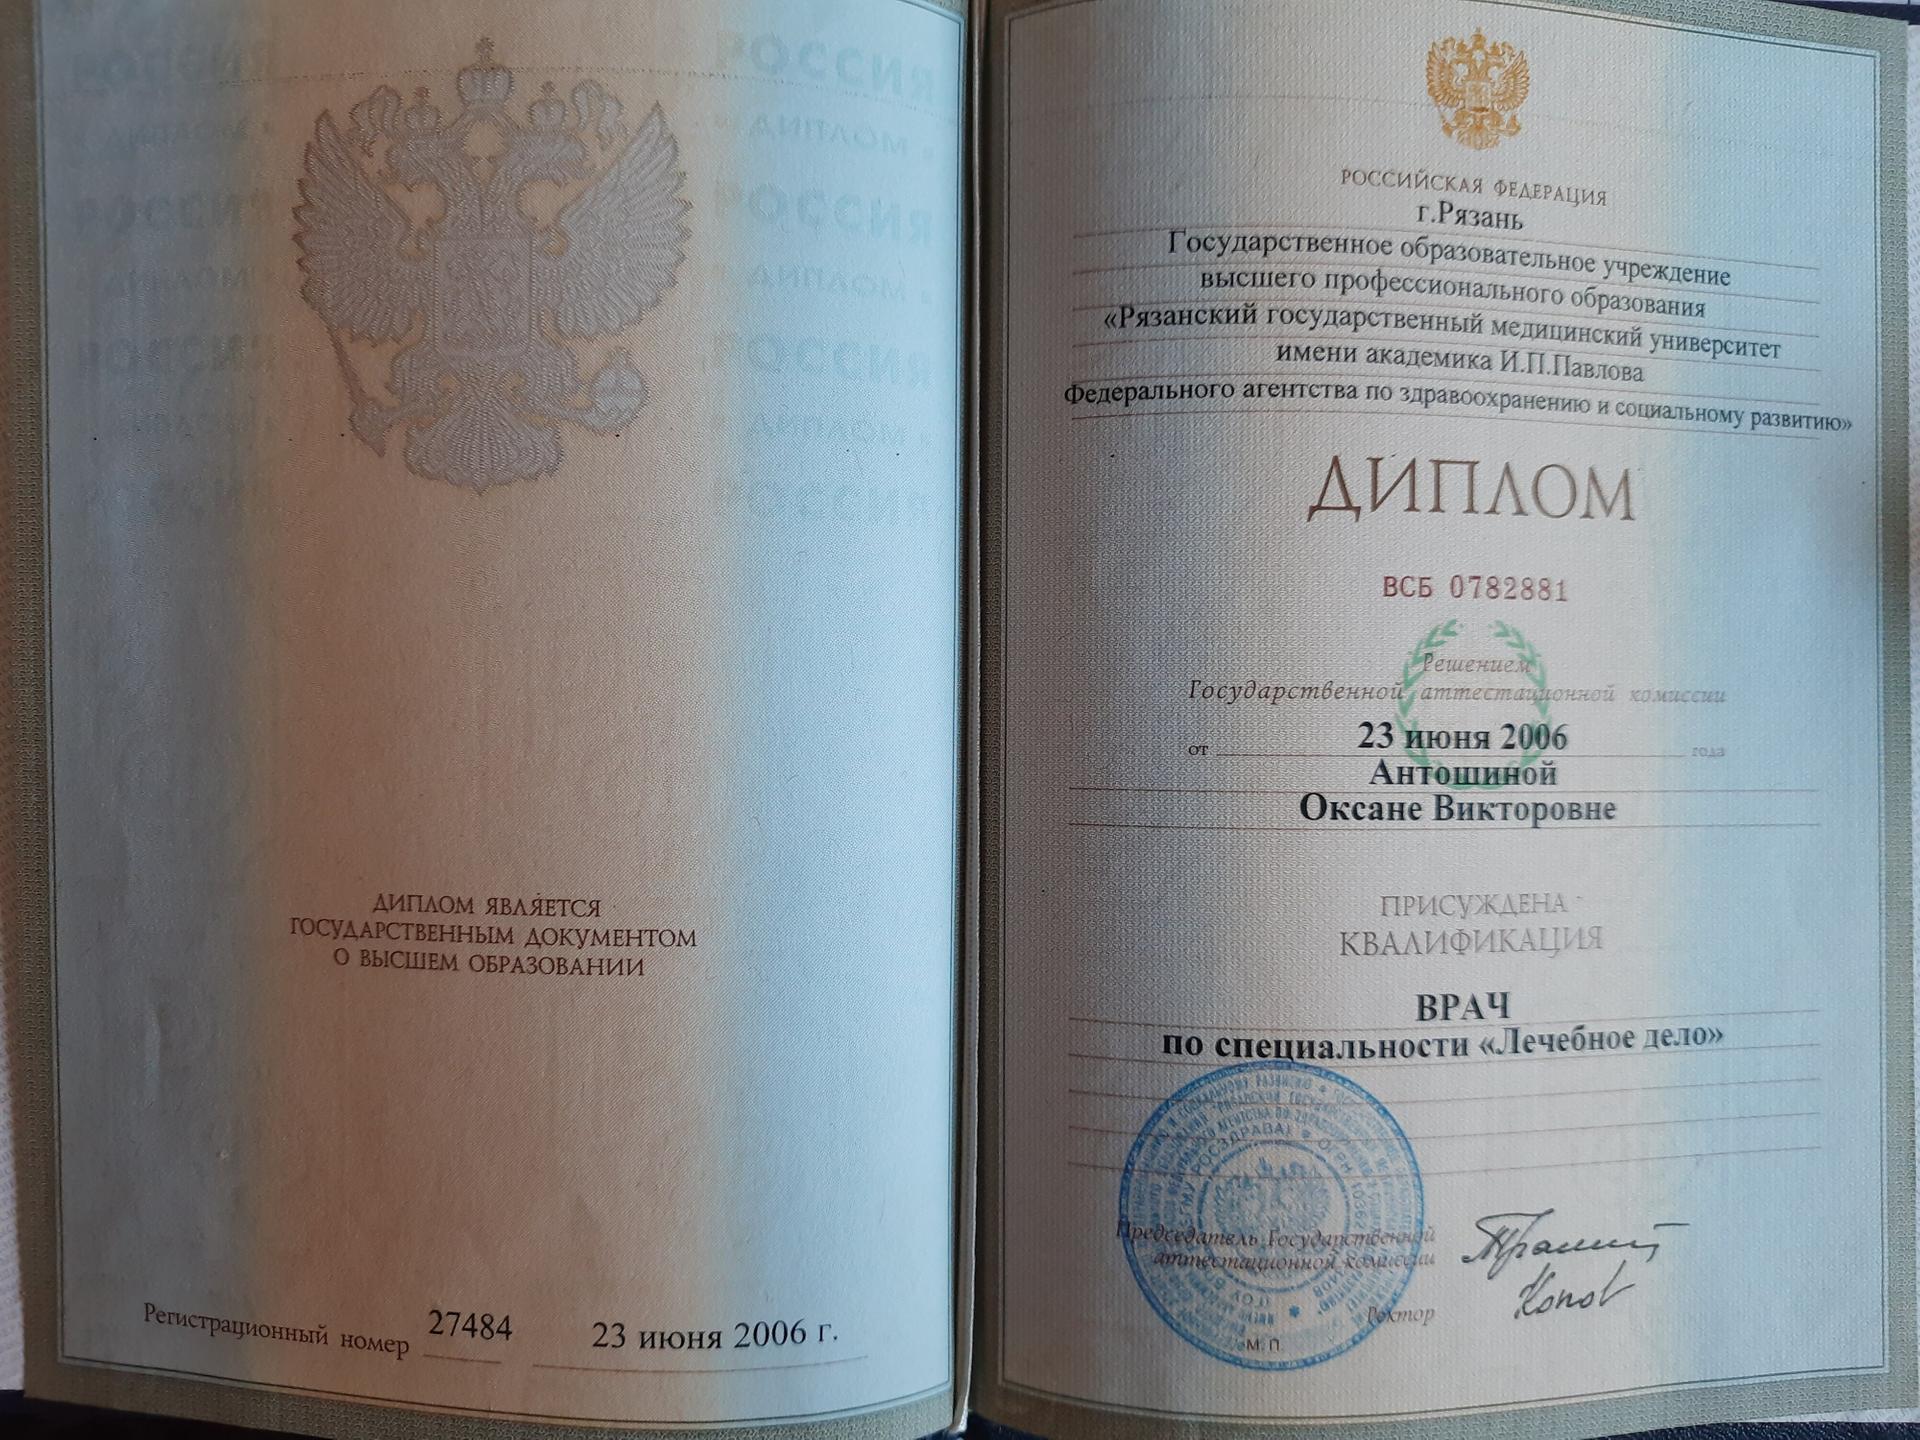 РОССИЯ
ДИПЛОМ
РОССИЯ
ДИПЛОМ
РОССИЯ
ДИПЛОМ
РОССИЯ
ДИПЛОМ ЯВЛЯЕТСЯ
ГОСУДАРСТВЕННЫМ ДОКУМЕНТОМ
О ВЫСШЕМ ОБРАЗОВАНИИ
Регистрационный номер 27484 23 июня 2006 г.
РОССИЙСКАЯ ФЕДЕРАЦИЯ
г.Рязань
Государственное образовательное учреждение
высшего профессионального образования
«Рязанский государственный медицинский университет
имени академика И.П.Павлова
Федерального агентства по здравоохранению и социальному развитию»
ДИПЛОМ
ВСБ 0782881
Решением
Государственной аттестационной комиссии
от 23 июня 2006 года
Антошиной
Оксане Викторовне
ПРИСУЖДЕНА
КВАЛИФИКАЦИЯ
ВРАЧ
по специальности «Лечебное дело»
Председатель Государственной
аттестационной комиссии
Ректор
М.П.